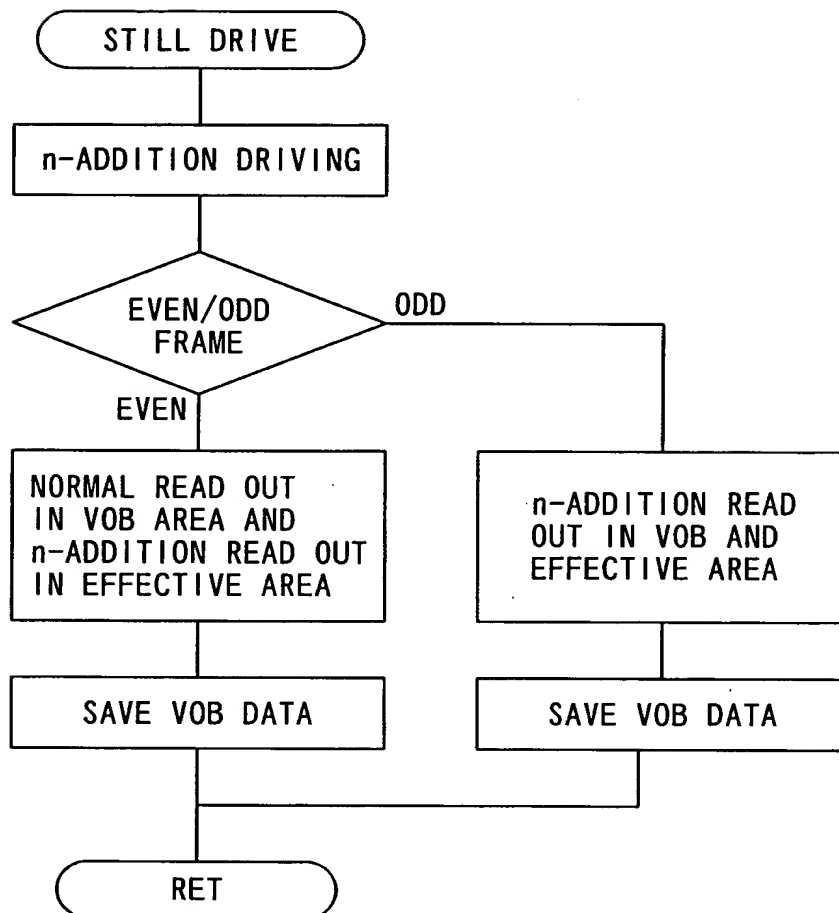 STILL DRIVE
n-ADDITION DRIVING
EVEN/ODD
FRAME
ODD
EVEN
NORMAL READ OUT
IN VOB AREA AND
n-ADDITION READ OUT
IN EFFECTIVE AREA
n-ADDITION READ
OUT IN VOB AND
EFFECTIVE AREA
SAVE VOB DATA
SAVE VOB DATA
RET